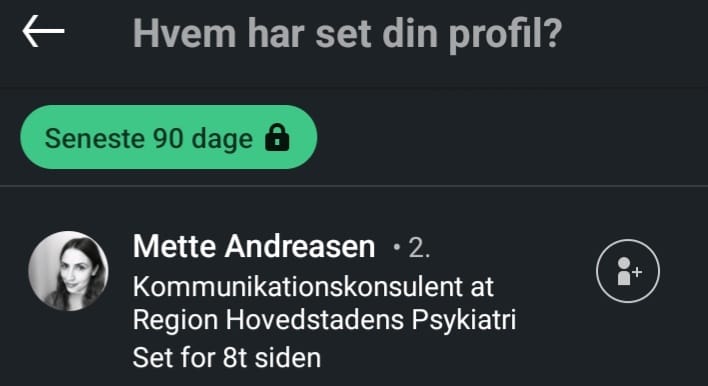 Hvem har set din profil?
Seneste 90 dage
Mette Andreasen • 2.
Kommunikationskonsulent at
Region Hovedstadens Psykiatri
Set for 8t siden